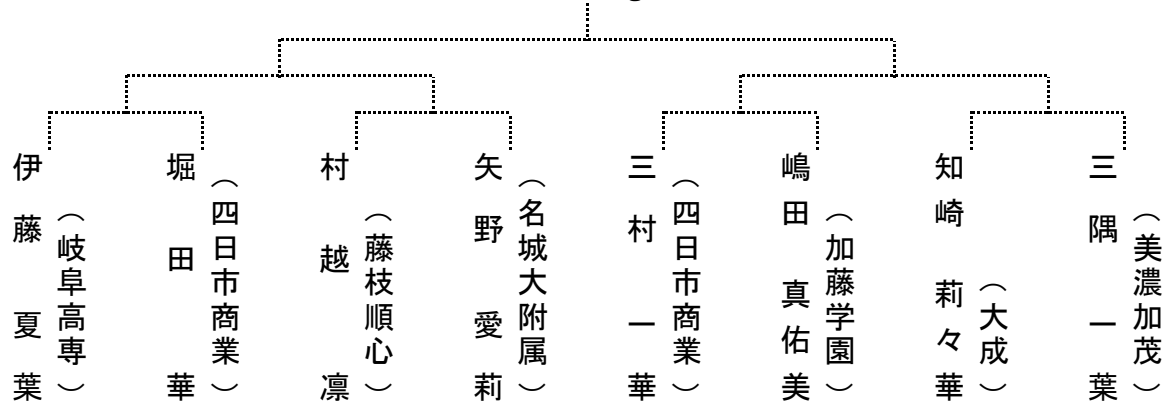 伊藤夏葉
（岐阜高専）
堀田華
（四日市商業）
村越凛
（藤枝順心）
矢野愛莉
（名城大附属）
三村一華
（四日市商業）
嶋田真佑美
（加藤学園）
知崎莉々華
（大成）
三隅一葉
（美濃加茂）